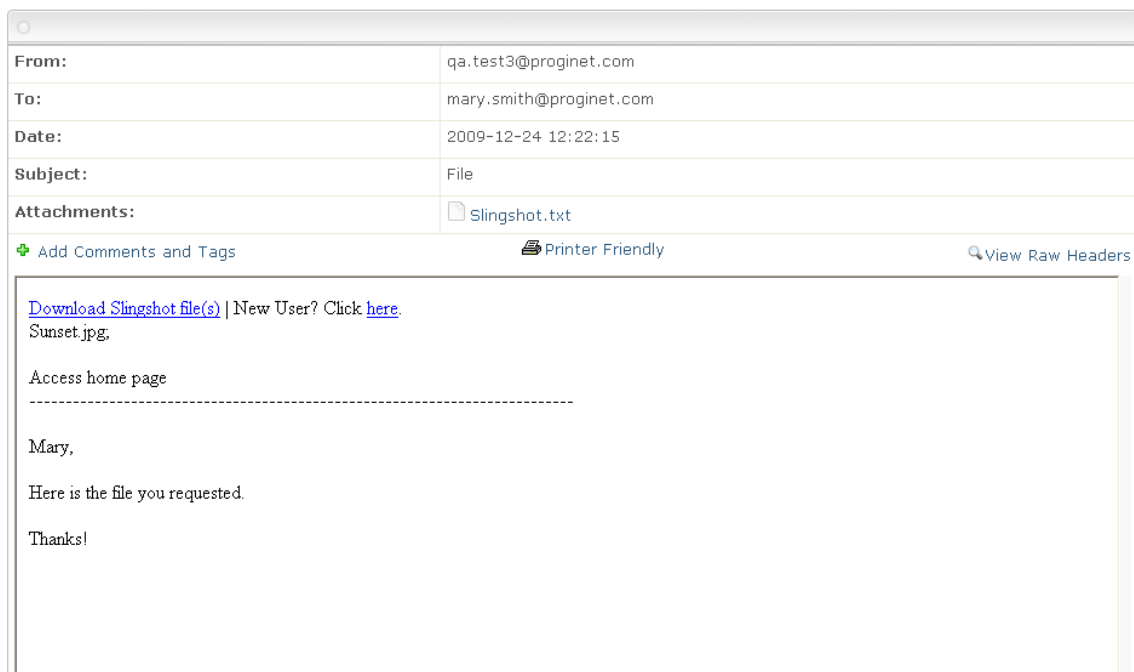 From: qa.test3@proginet.com
To: mary.smith@proginet.com
Date: 2009-12-24 12:22:15
Subject: File
Attachments: Slingshot.txt
Add Comments and Tags Printer Friendly View Raw Headers
Download Slingshot file(s) | New User? Click here.
Sunset.jpg;
Access home page
---------------------------------------------------------------------------
Mary,
Here is the file you requested.
Thanks!